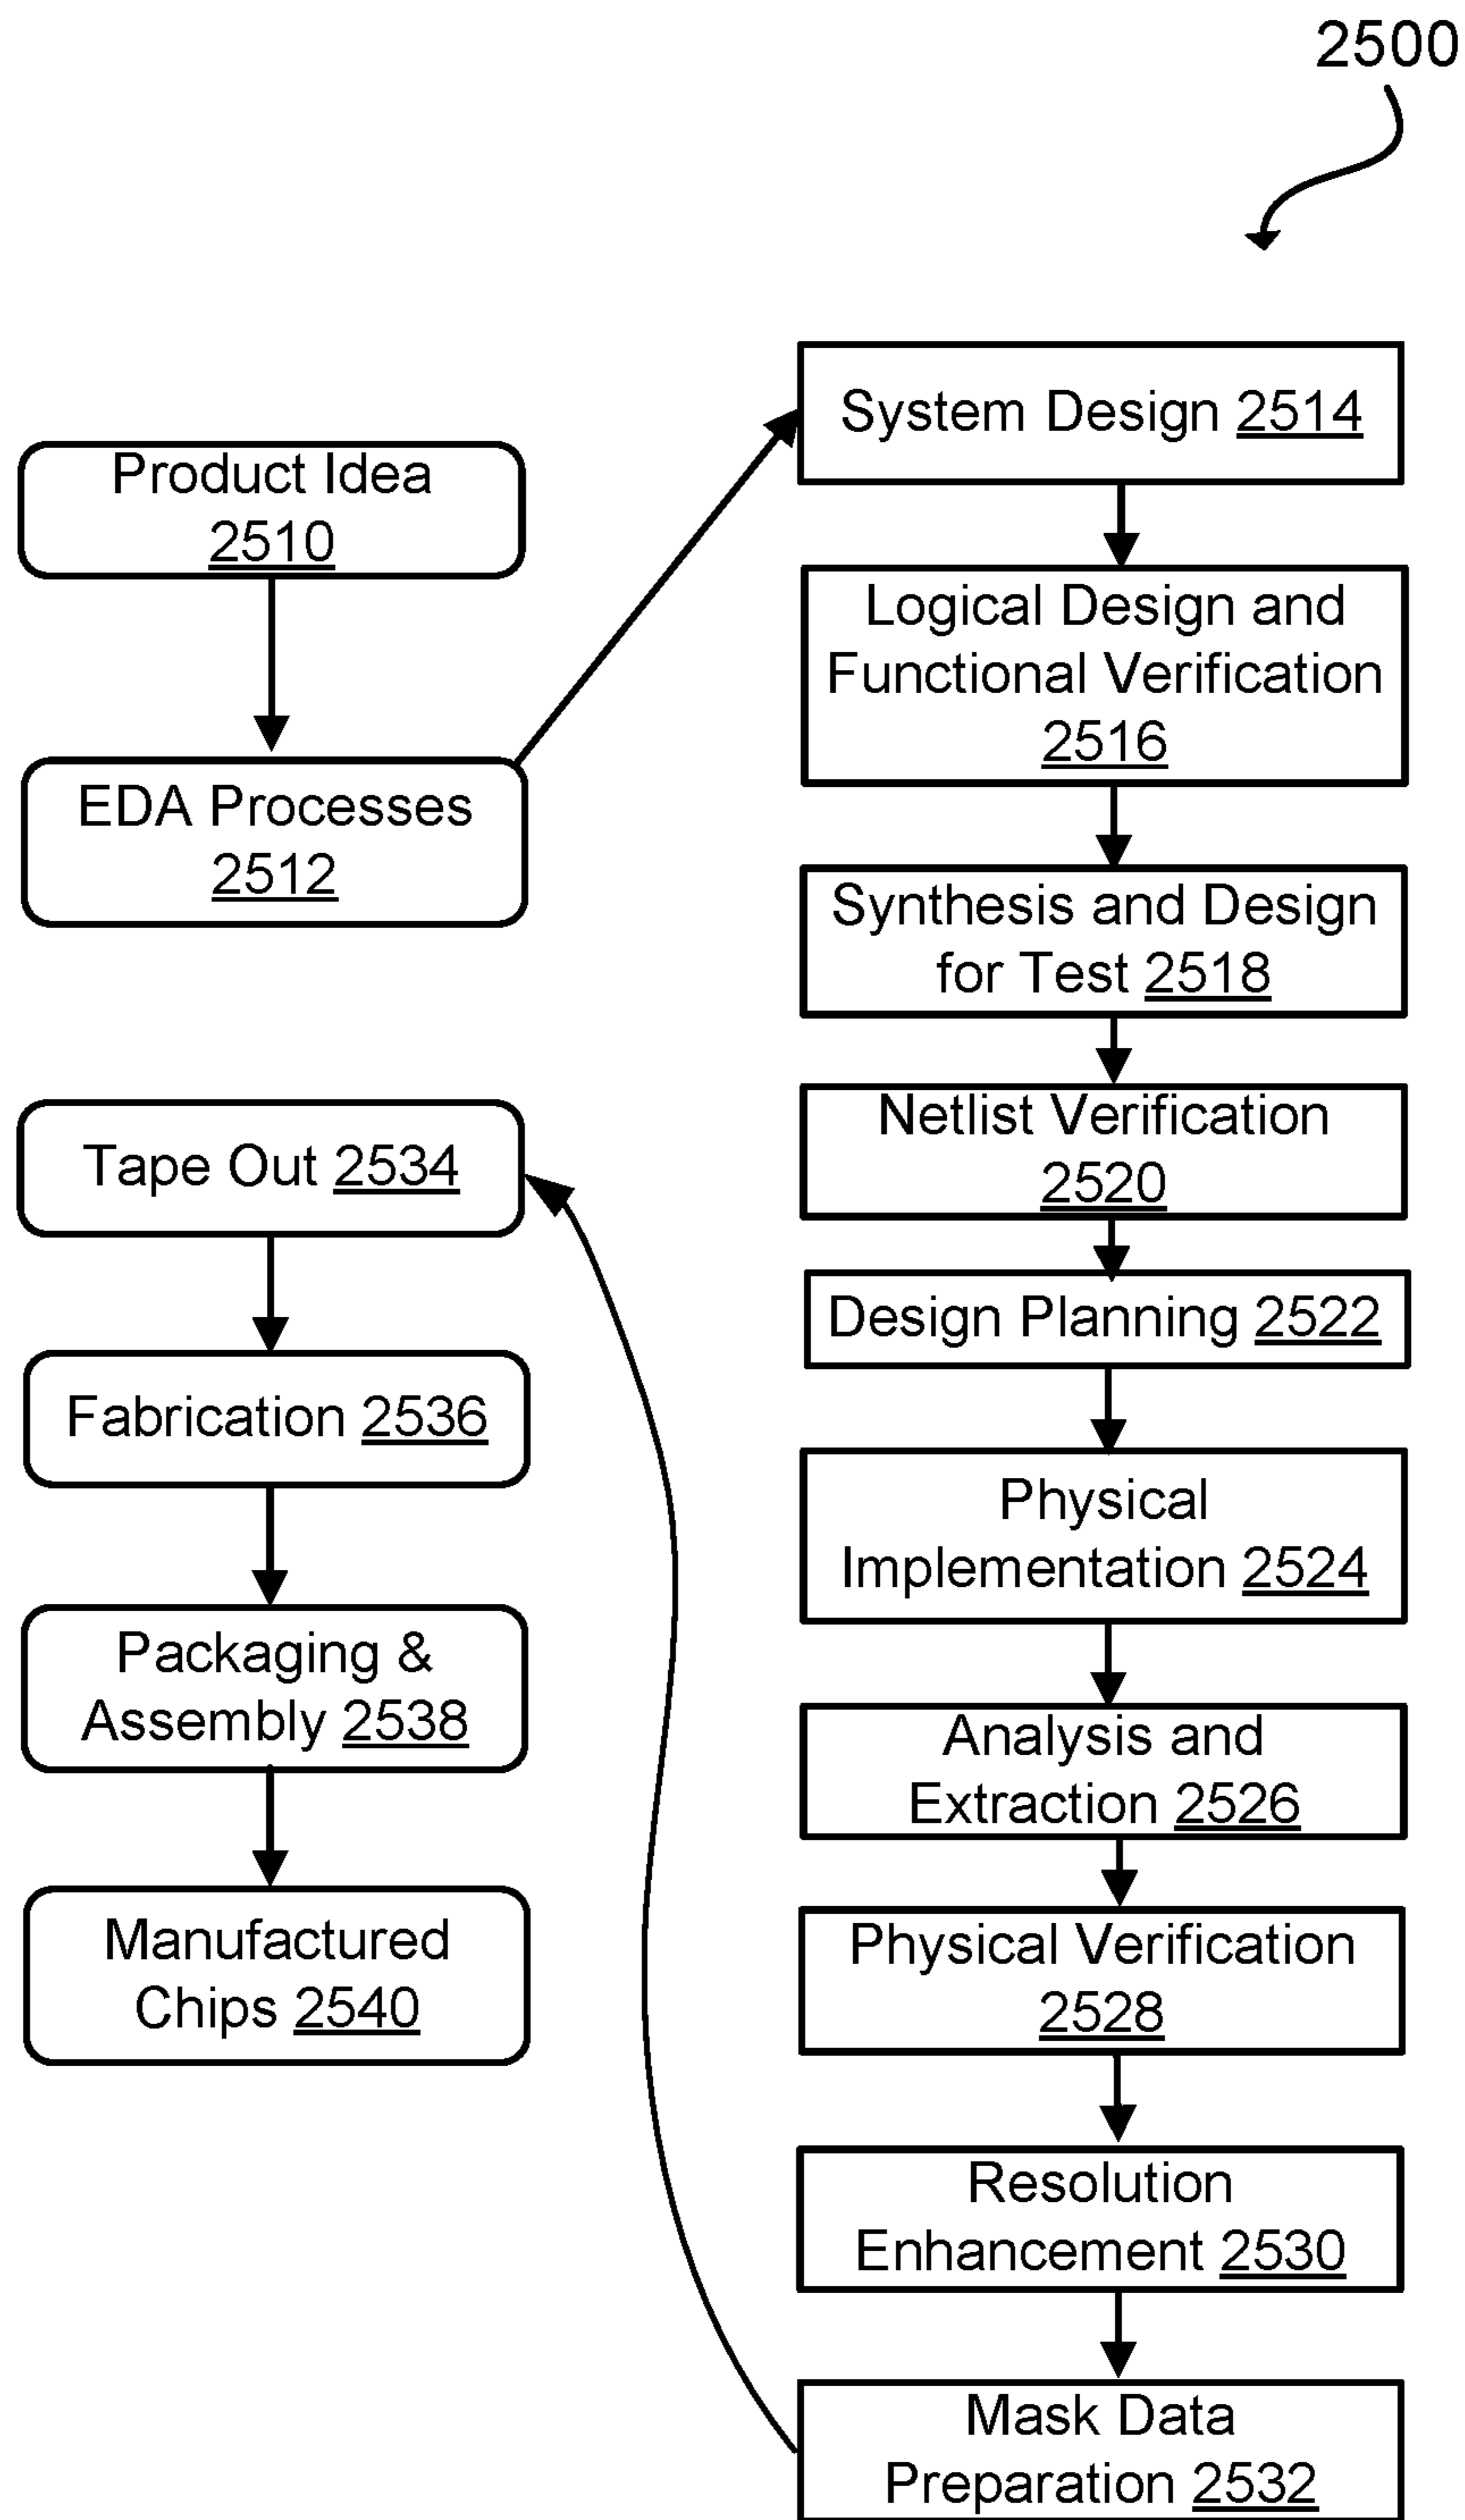 2500
Product Idea
2510
EDA Processes
2512
System Design 2514
Logical Design and
Functional Verification
2516
Synthesis and Design
for Test 2518
Netlist Verification
2520
Design Planning 2522
Physical
Implementation 2524
Analysis and
Extraction 2526
Physical Verification
2528
Resolution
Enhancement 2530
Mask Data
Preparation 2532
Tape Out 2534
Fabrication 2536
Packaging &
Assembly 2538
Manufactured
Chips 2540